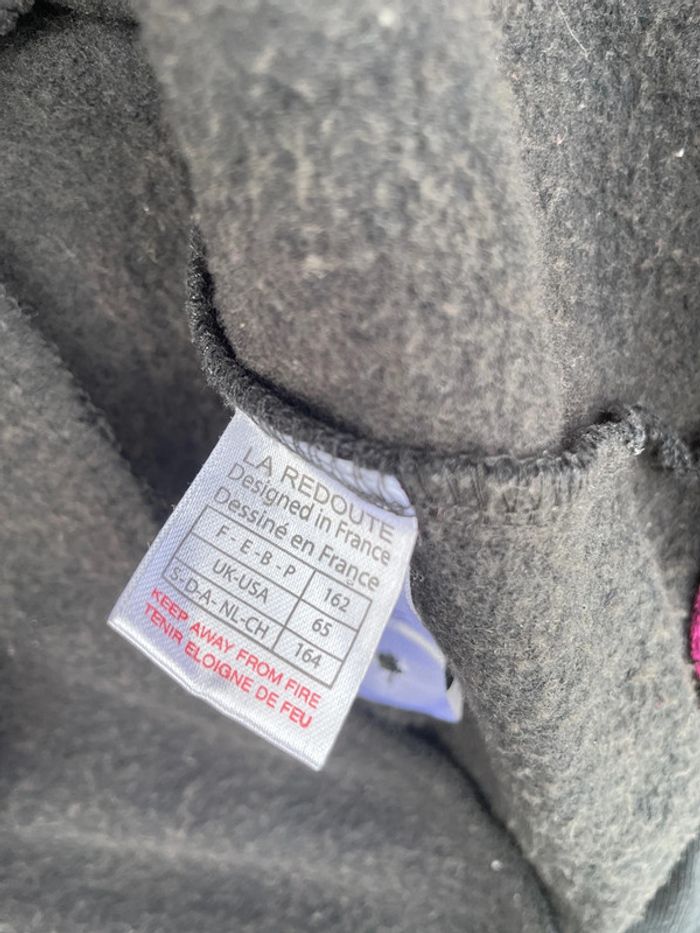 LA REDOUTE
Designed in France
Dessiné en France
F - E - B - P 162
UK-USA 65
S-D-A- NL-CH 164
KEEP AWAY FROM FIRE
TENIR ELOIGNE DE FEU